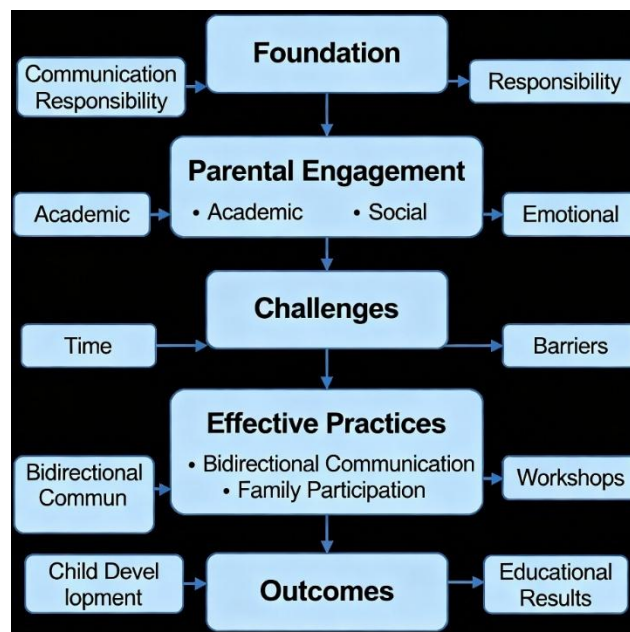 Foundation
Communication
Responsibility
Responsibility
Parental Engagement
• Academic • Social
Academic
Emotional
Challenges
Time
Barriers
Effective Practices
• Bidirectional Communication
• Family Participation
Bidirectional
Commun
Workshops
Outcomes
Child Devel
lopment
Educational
Results